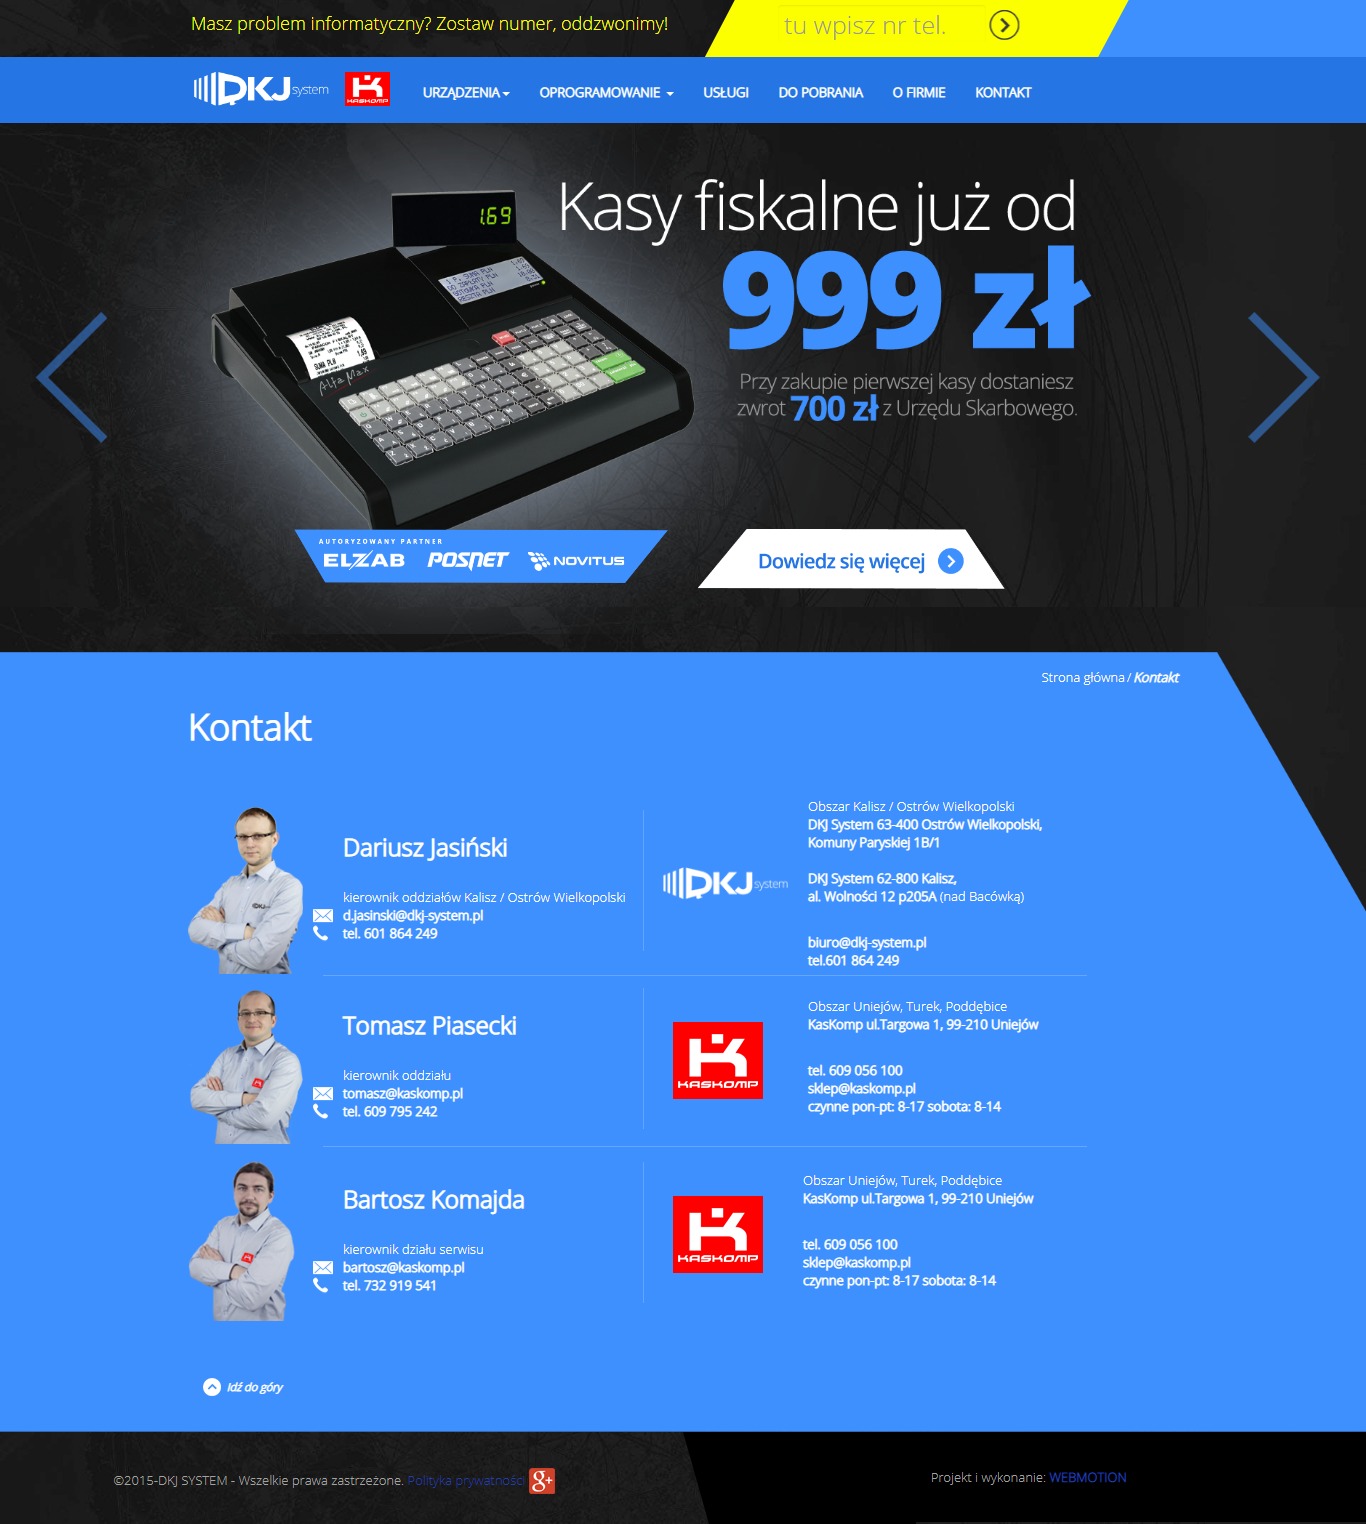 Masz problem informatyczny? Zostaw numer, oddzwonimy!
tu wpisz nr tel.
DKJ system
KASKOMP
URZĄDZENIA
OPROGRAMOWANIE
USŁUGI
DO POBRANIA
O FIRMIE
KONTAKT
1.69
Kasy fiskalne już od
999 zł
Przy zakupie pierwszej kasy dostaniesz
zwrot 700 zł z Urzędu Skarbowego.
SUMA PLN
Alfa Max
AUTORYZOWANY PARTNER
ELZAB POSNET NOVITUS
Dowiedz się więcej
Strona główna / Kontakt
Kontakt
Dariusz Jasiński
kierownik oddziałów Kalisz / Ostrów Wielkopolski
d.jasinski@dkj-system.pl
tel. 601 864 249
DKJ system
Obszar Kalisz / Ostrów Wielkopolski
DKJ System 63-400 Ostrów Wielkopolski,
Komuny Paryskiej 1B/1
DKJ System 62-800 Kalisz,
al. Wolności 12 p205A (nad Bacówką)
biuro@dkj-system.pl
tel.601 864 249
Tomasz Piasecki
kierownik oddziału
tomasz@kaskomp.pl
tel. 609 795 242
KASKOMP
Obszar Uniejów, Turek, Poddębice
KasKomp ul.Targowa 1, 99-210 Uniejów
tel. 609 056 100
sklep@kaskomp.pl
czynne pon-pt: 8-17 sobota: 8-14
Bartosz Komajda
kierownik działu serwisu
bartosz@kaskomp.pl
tel. 732 919 541
KASKOMP
Obszar Uniejów, Turek, Poddębice
KasKomp ul.Targowa 1, 99-210 Uniejów
tel. 609 056 100
sklep@kaskomp.pl
czynne pon-pt: 8-17 sobota: 8-14
Idź do góry
©2015-DKJ SYSTEM - Wszelkie prawa zastrzeżone. Polityka prywatności
g+
Projekt i wykonanie: WEBMOTION